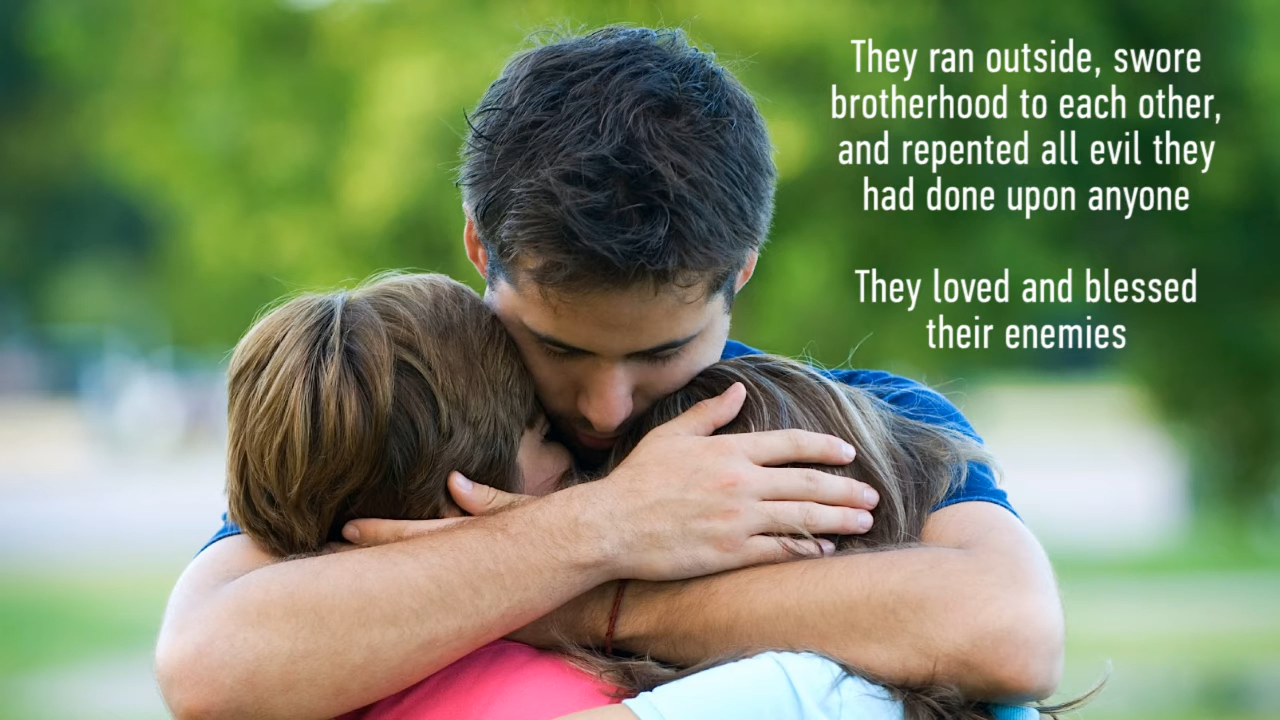 They ran outside, swore
brotherhood to each other,
and repented all evil they
had done upon anyone
They loved and blessed
their enemies